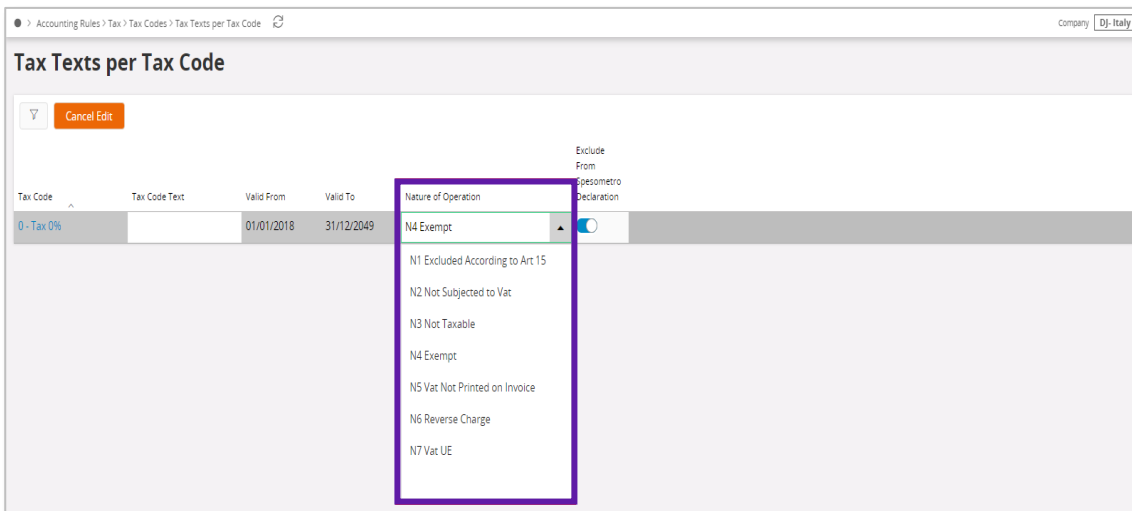 > Accounting Rules > Tax > Tax Codes > Tax Texts per Tax Code
Company DJ- Italy
Tax Texts per Tax Code
Cancel Edit
Tax Code
Tax Code Text
Valid From
Valid To
Nature of Operation
Exclude
From
Spesometro
Declaration
0 - Tax 0%
01/01/2018
31/12/2049
N4 Exempt
N1 Excluded According to Art 15
N2 Not Subjected to Vat
N3 Not Taxable
N4 Exempt
N5 Vat Not Printed on Invoice
N6 Reverse Charge
N7 Vat UE